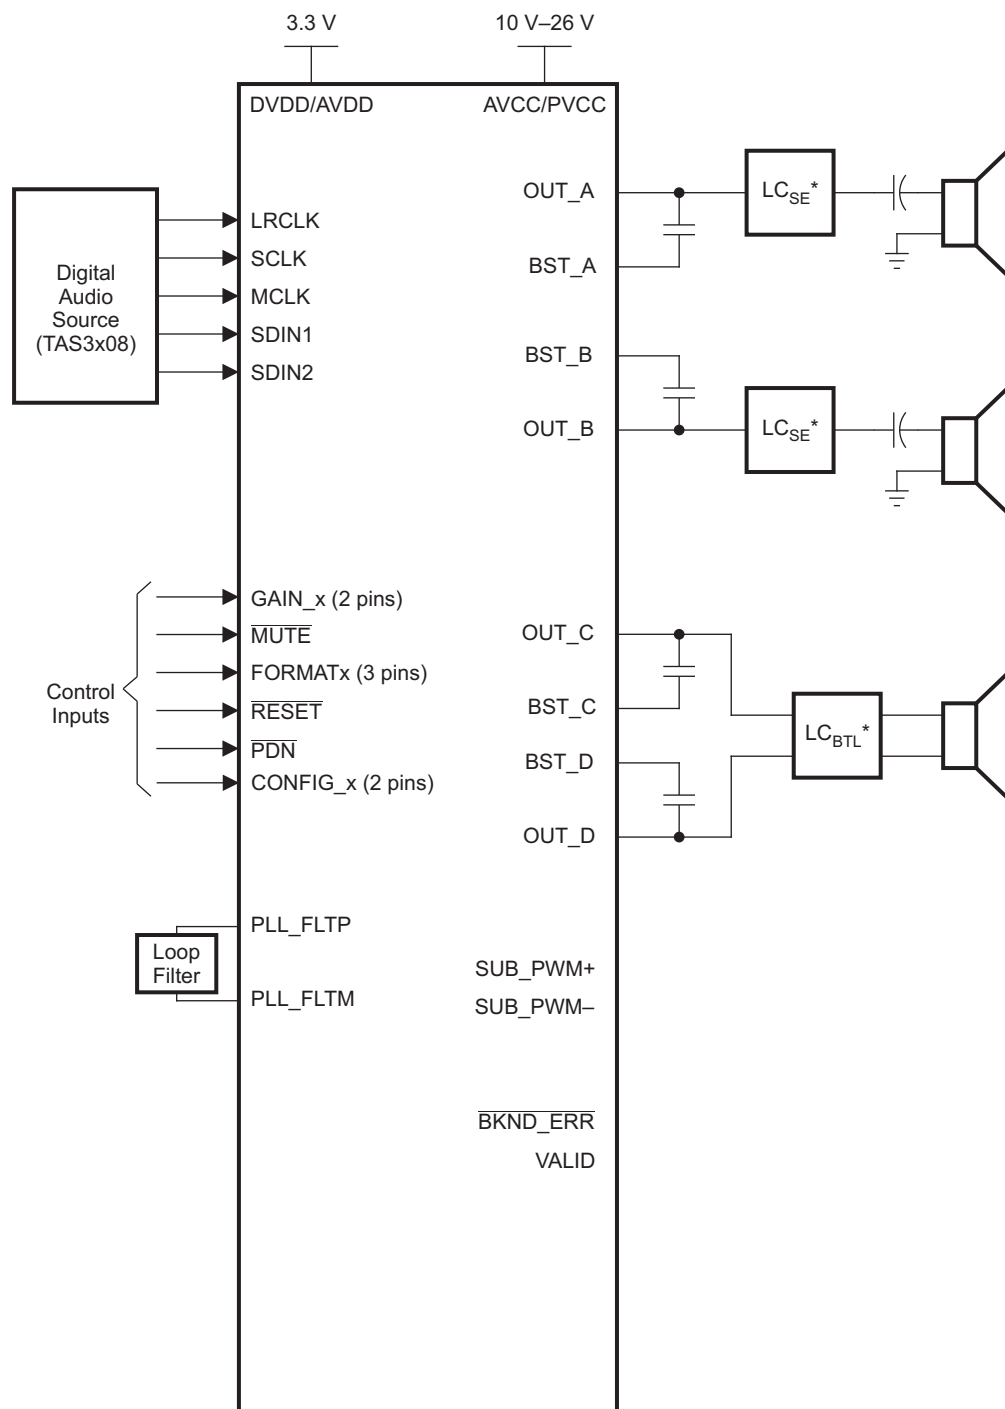 3.3 V
10 V–26 V
DVDD/AVDD
AVCC/PVCC
Digital
Audio
Source
(TAS3x08)
LRCLK
SCLK
MCLK
SDIN1
SDIN2
OUT_A
BST_A
BST_B
OUT_B
LCSE*
LCSE*
Control
Inputs
GAIN_x (2 pins)
MUTE
FORMATx (3 pins)
RESET
PDN
CONFIG_x (2 pins)
OUT_C
BST_C
BST_D
OUT_D
LCBTL*
Loop
Filter
PLL_FLTP
PLL_FLTM
SUB_PWM+
SUB_PWM–
BKND_ERR
VALID